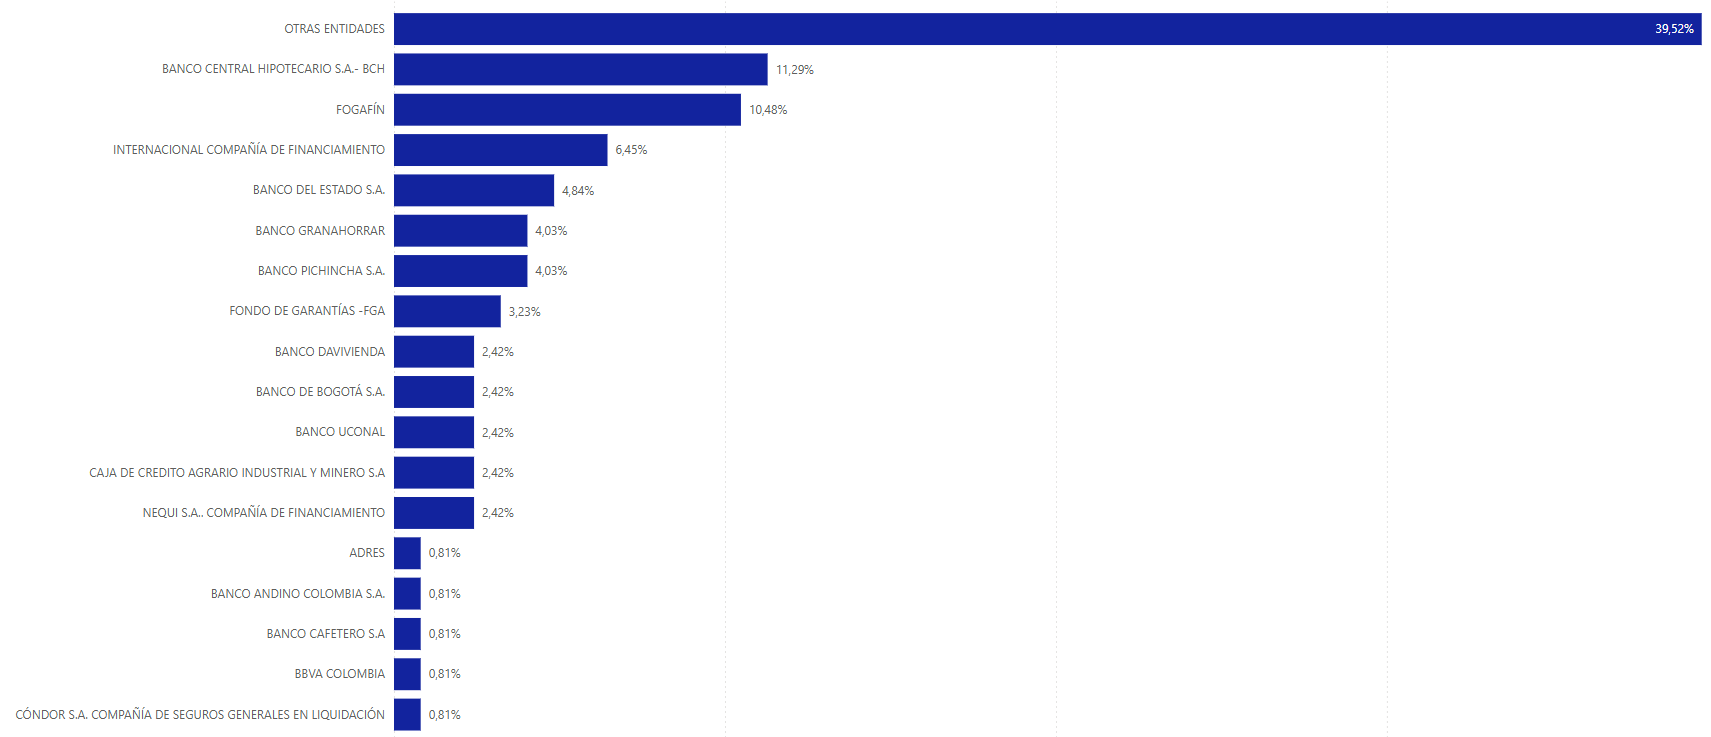 OTRAS ENTIDADES 39,52%
BANCO CENTRAL HIPOTECARIO S.A.- BCH 11,29%
FOGAFÍN 10,48%
INTERNACIONAL COMPAÑÍA DE FINANCIAMIENTO 6,45%
BANCO DEL ESTADO S.A. 4,84%
BANCO GRANAHORRAR 4,03%
BANCO PICHINCHA S.A. 4,03%
FONDO DE GARANTÍAS -FGA 3,23%
BANCO DAVIVIENDA 2,42%
BANCO DE BOGOTÁ S.A. 2,42%
BANCO UCONAL 2,42%
CAJA DE CREDITO AGRARIO INDUSTRIAL Y MINERO S.A 2,42%
NEQUI S.A.. COMPAÑÍA DE FINANCIAMIENTO 2,42%
ADRES 0,81%
BANCO ANDINO COLOMBIA S.A. 0,81%
BANCO CAFETERO S.A 0,81%
BBVA COLOMBIA 0,81%
CÓNDOR S.A. COMPAÑÍA DE SEGUROS GENERALES EN LIQUIDACIÓN 0,81%